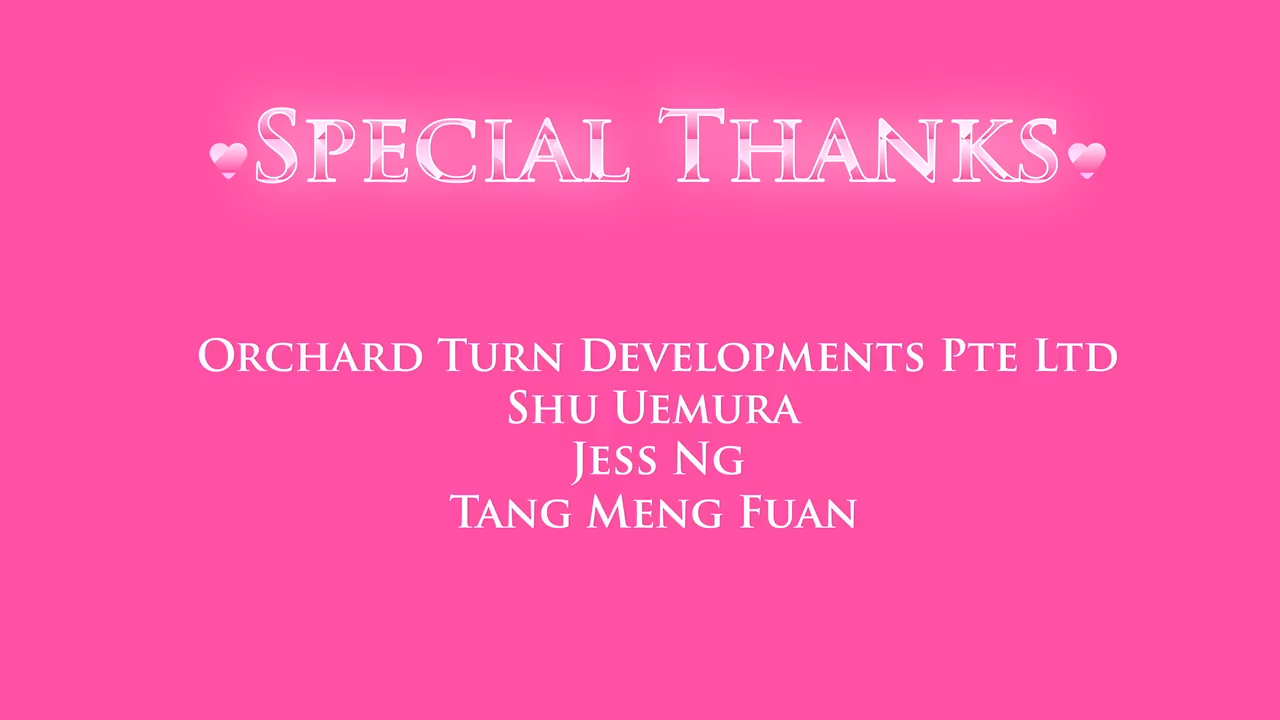 Special Thanks
Orchard Turn Developments Pte Ltd
Shu Uemura
Jess Ng
Tang Meng Fuan